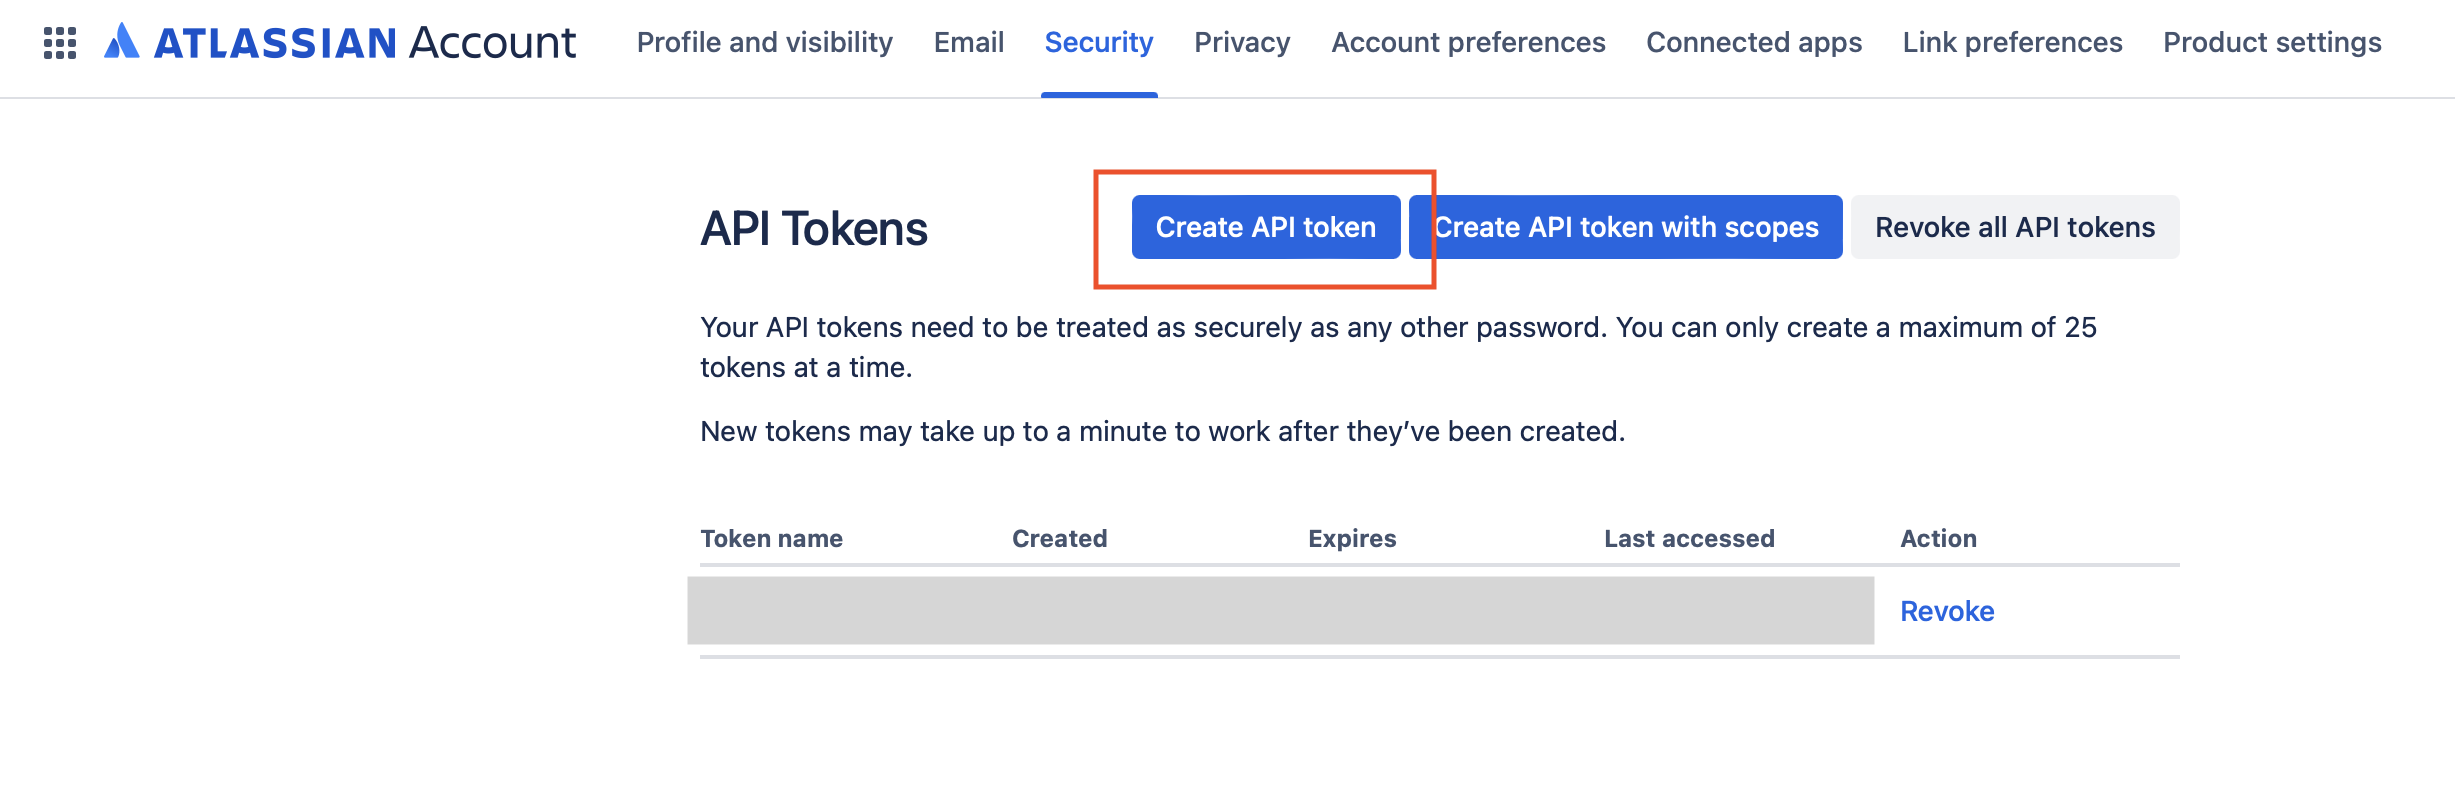 ATLASSIAN Account Profile and visibility Email Security Privacy Account preferences Connected apps Link preferences Product settings
API Tokens Create API token Create API token with scopes Revoke all API tokens
Your API tokens need to be treated as securely as any other password. You can only create a maximum of 25
tokens at a time.
New tokens may take up to a minute to work after they’ve been created.
Token name Created Expires Last accessed Action
Revoke